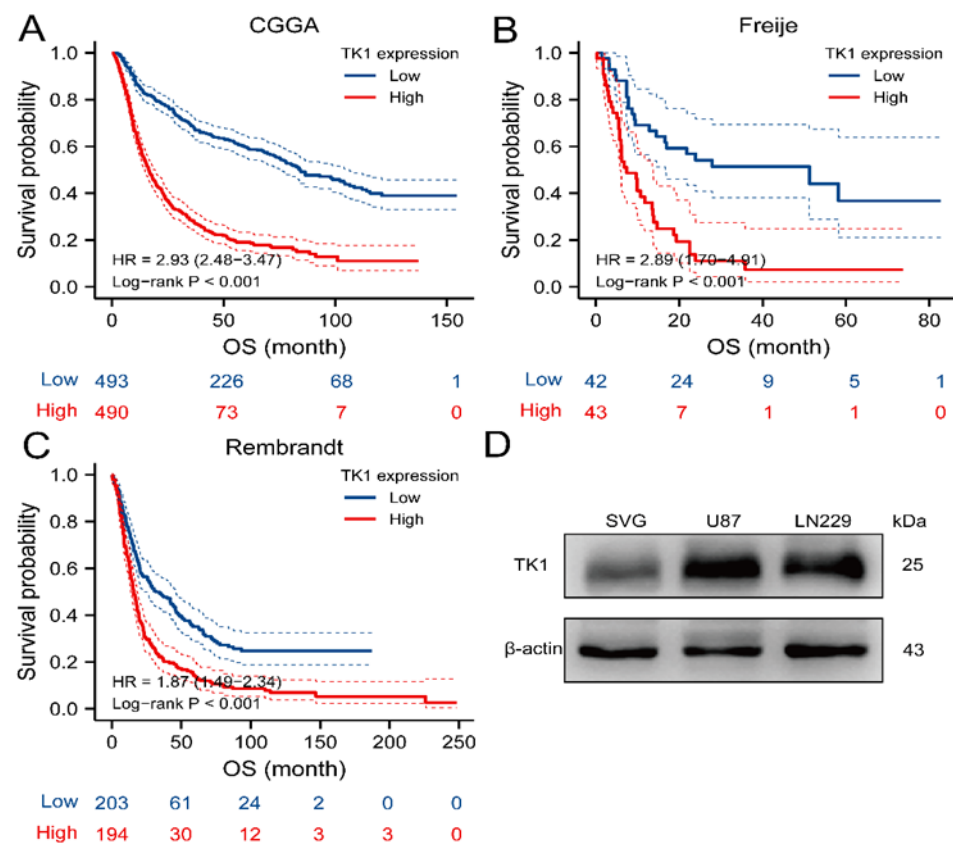 A
CGGA
Survival probability
1.0
0.8
0.6
0.4
0.2
0.0
TK1 expression
Low
High
HR = 2.93 (2.48−3.47)
Log−rank P < 0.001
0 50 100 150
OS (month)
Low 493 226 68 1
High 490 73 7 0
B
Freije
Survival probability
1.0
0.8
0.6
0.4
0.2
0.0
TK1 expression
Low
High
HR = 2.89 (1.70−4.91)
Log−rank P < 0.001
0 20 40 60 80
OS (month)
Low 42 24 9 5 1
High 43 7 1 1 0
C
Rembrandt
Survival probability
1.0
0.8
0.6
0.4
0.2
0.0
TK1 expression
Low
High
HR = 1.87 (1.49−2.34)
Log−rank P < 0.001
0 50 100 150 200 250
OS (month)
Low 203 61 24 2 0 0
High 194 30 12 3 3 0
D
SVG U87 LN229 kDa
TK1 25
β-actin 43